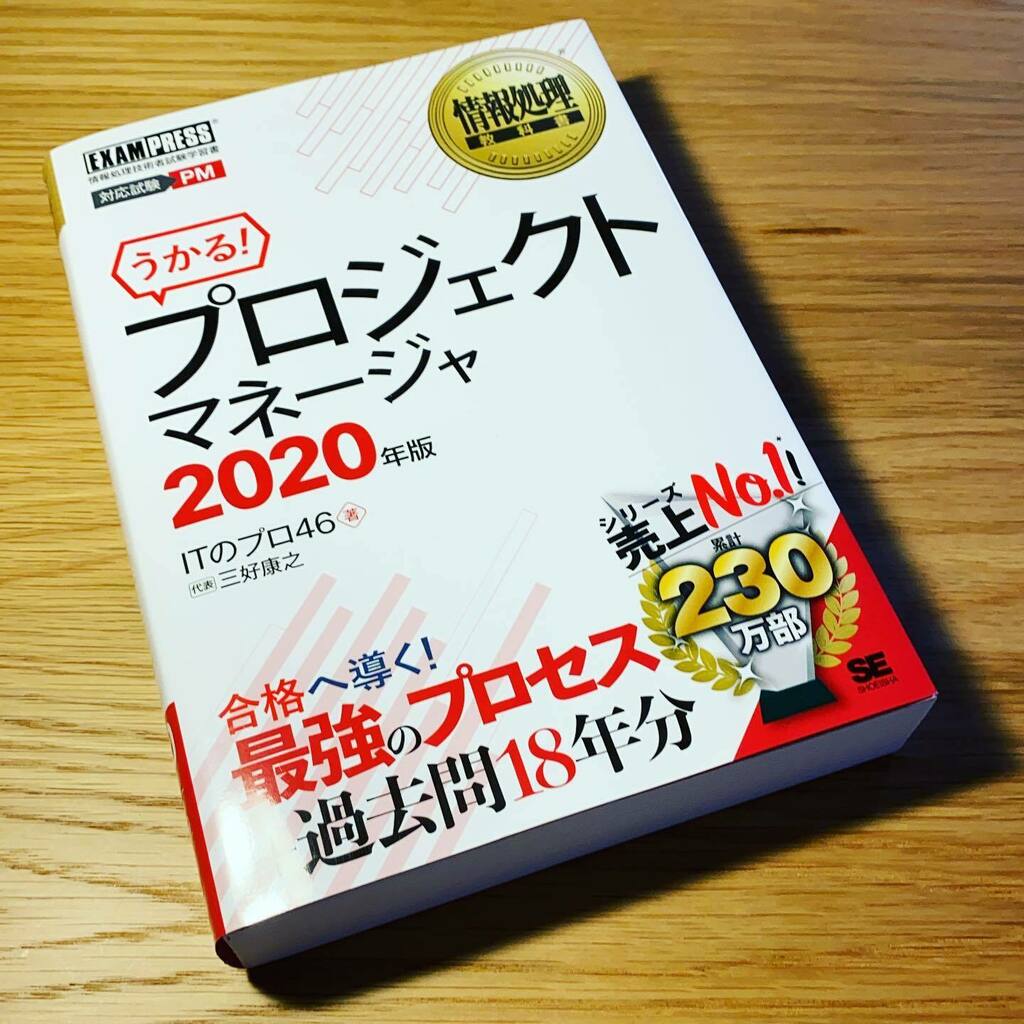 EXAMPRESS®
情報処理技術者試験学習書
対応試験 PM
情報処理
教科書
うかる!
プロジェクト
マネージャ
2020年版
ITのプロ46 著
代表 三好康之
シリーズ
売上No.1!
累計
230
万部
合格へ導く!
最強のプロセス
過去問18年分
SE
SHOEISHA